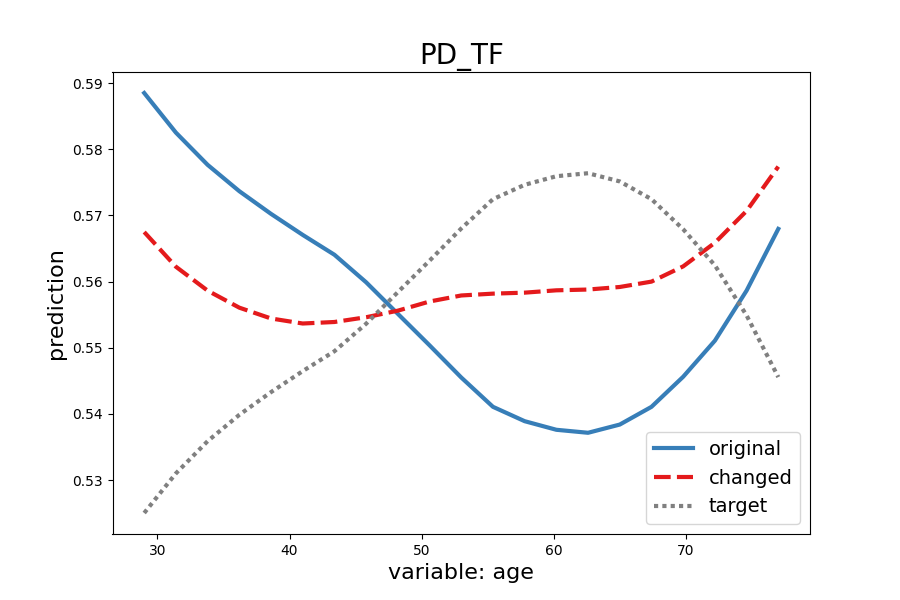 PD_TF
prediction
0.59
0.58
0.57
0.56
0.55
0.54
0.53
original
changed
target
30 40 50 60 70
variable: age